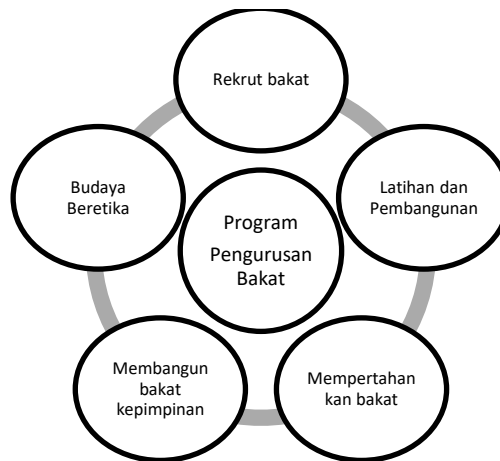 Rekrut bakat
Latihan dan
Pembangunan
Mempertahan
kan bakat
Membangun
bakat
kepimpinan
Budaya
Beretika
Program
Pengurusan
Bakat